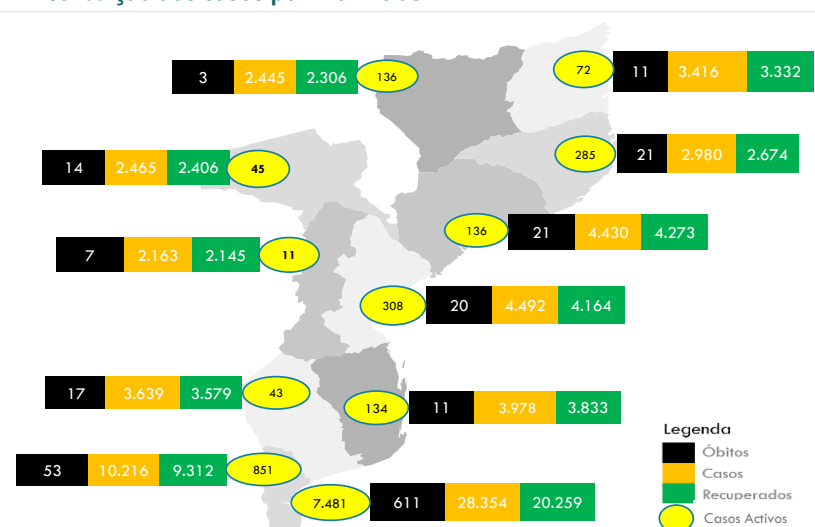 3 2.445 2.306 136
72 11 3.416 3.332
14 2.465 2.406 45
285 21 2.980 2.674
7 2.163 2.145 11
136 21 4.430 4.273
308 20 4.492 4.164
17 3.639 3.579 43
134 11 3.978 3.833
53 10.216 9.312 851
7.481 611 28.354 20.259
Legenda
Óbitos
Casos
Recuperados
Casos Activos